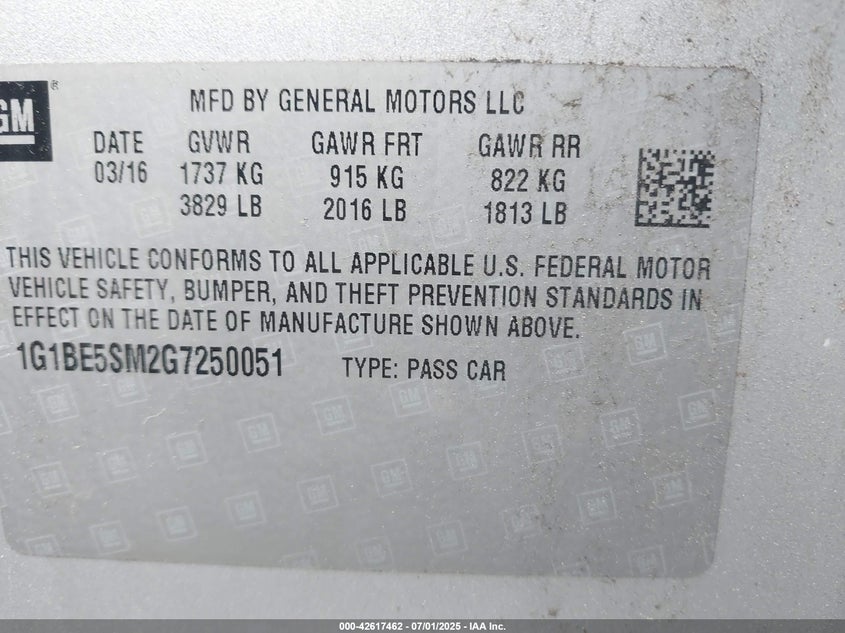 GM ®
MFD BY GENERAL MOTORS LLC
DATE GVWR GAWR FRT GAWR RR
03/16 1737 KG 915 KG 822 KG
3829 LB 2016 LB 1813 LB
THIS VEHICLE CONFORMS TO ALL APPLICABLE U.S. FEDERAL MOTOR
VEHICLE SAFETY, BUMPER, AND THEFT PREVENTION STANDARDS IN
EFFECT ON THE DATE OF MANUFACTURE SHOWN ABOVE.
1G1BE5SM2G7250051 TYPE: PASS CAR
000-42617462 - 07/01/2025 - IAA Inc.